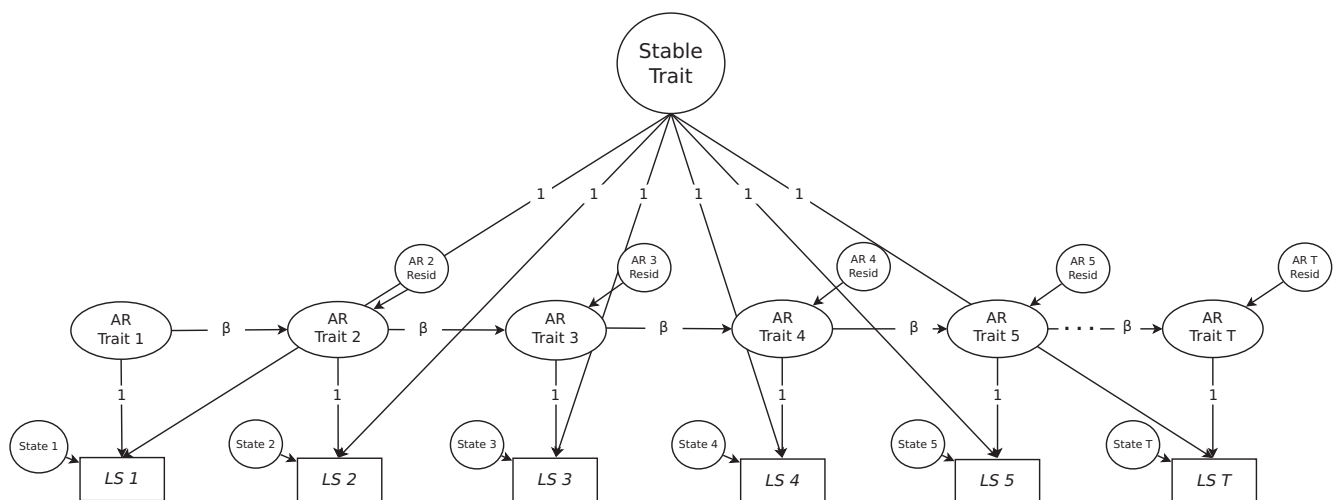 Stable
Trait
1 1 1 1 1 1
AR 2
Resid
AR 3
Resid
AR 4
Resid
AR 5
Resid
AR T
Resid
AR
Trait 1
β
AR
Trait 2
β
AR
Trait 3
β
AR
Trait 4
β
AR
Trait 5
· · ·
β
AR
Trait T
1 1 1 1 1 1
State 1
State 2
State 3
State 4
State 5
State T
LS 1
LS 2
LS 3
LS 4
LS 5
LS T